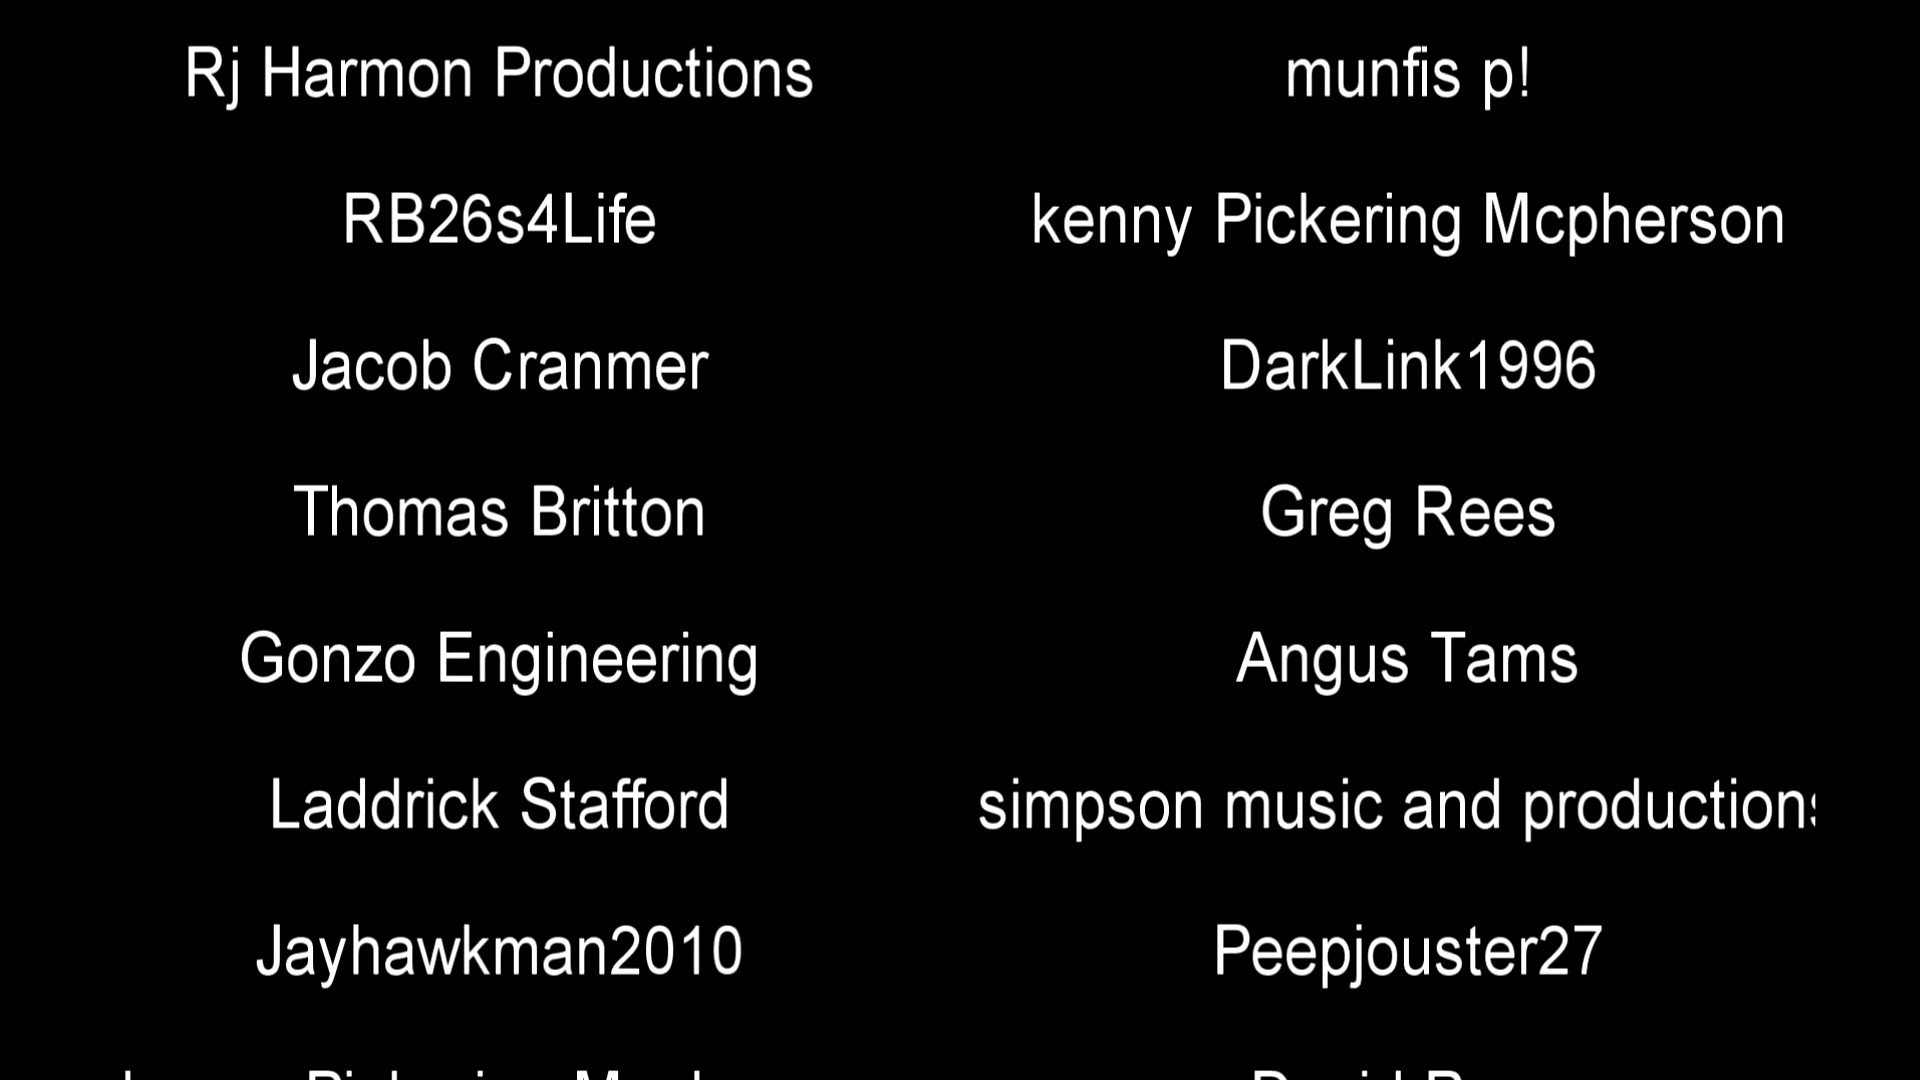 Rj Harmon Productions
munfis p!
RB26s4Life
kenny Pickering Mcpherson
Jacob Cranmer
DarkLink1996
Thomas Britton
Greg Rees
Gonzo Engineering
Angus Tams
Laddrick Stafford
simpson music and productions
Jayhawkman2010
Peepjouster27